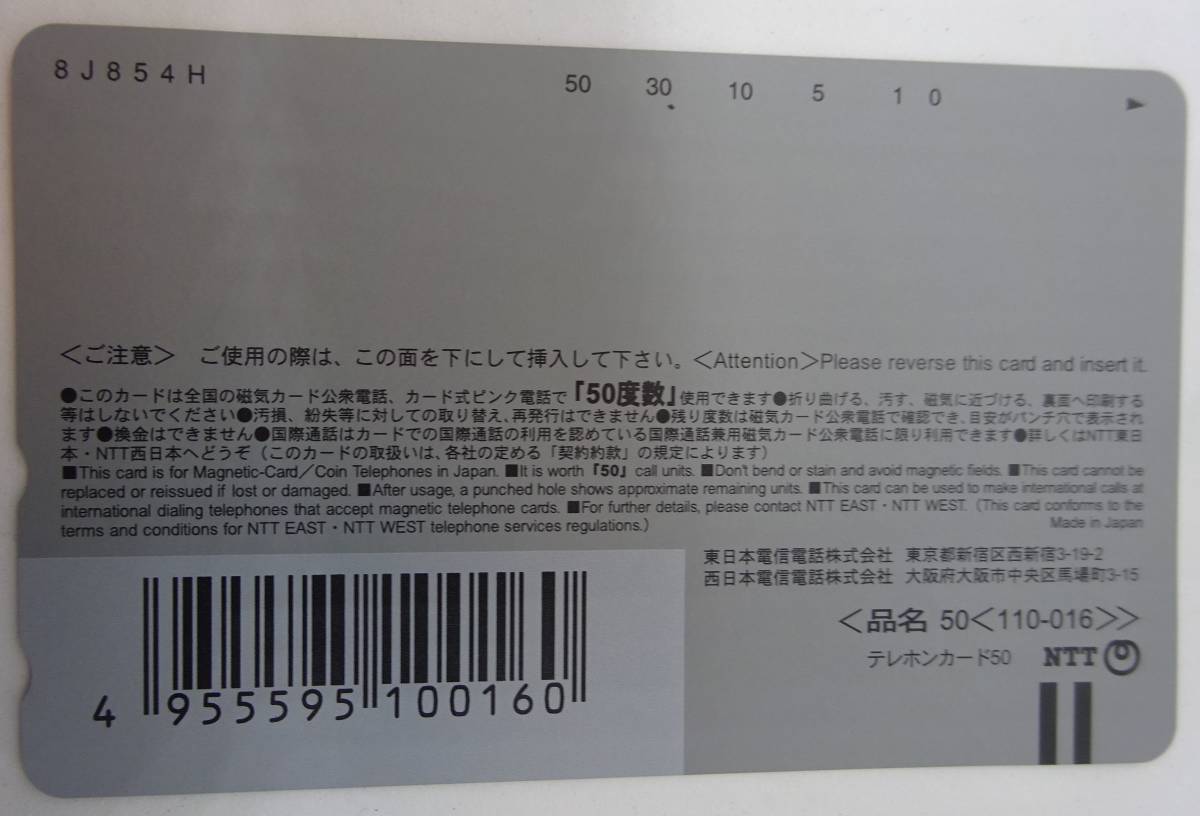 8J854H
50 30 10 5 1 0
＜ご注意＞ ご使用の際は、この面を下にして挿入して下さい。＜Attention＞Please reverse this card and insert it.
●このカードは全国の磁気カード公衆電話、カード式ピンク電話で「50度数」使用できます●折り曲げる、汚す、磁気に近づける、裏面へ印刷する
等はしないでください●汚損、紛失等に対しての取り替え、再発行はできません●残り度数は磁気カード公衆電話で確認でき、目安がパンチ穴で表示され
ます●換金はできません●国際通話はカードでの国際通話の利用を認めている国際通話兼用磁気カード公衆電話に限り利用できます●詳しくはNTT東日
本・NTT西日本へどうぞ（このカードの取扱いは、各社の定める「契約約款」の規定によります）
■This card is for Magnetic-Card／Coin Telephones in Japan. ■It is worth「50」call units. ■Don't bend or stain and avoid magnetic fields. ■This card cannot be
replaced or reissued if lost or damaged. ■After usage, a punched hole shows approximate remaining units. ■This card can be used to make international calls at
international dialing telephones that accept magnetic telephone cards. ■For further details, please contact NTT EAST・NTT WEST.（This card conforms to the
terms and conditions for NTT EAST・NTT WEST telephone services regulations.）
Made in Japan
東日本電信電話株式会社 東京都新宿区西新宿3-19-2
西日本電信電話株式会社 大阪府大阪市中央区馬場町3-15
＜品名 50＜110-016＞＞
テレホンカード50 NTT
4 955595 100160